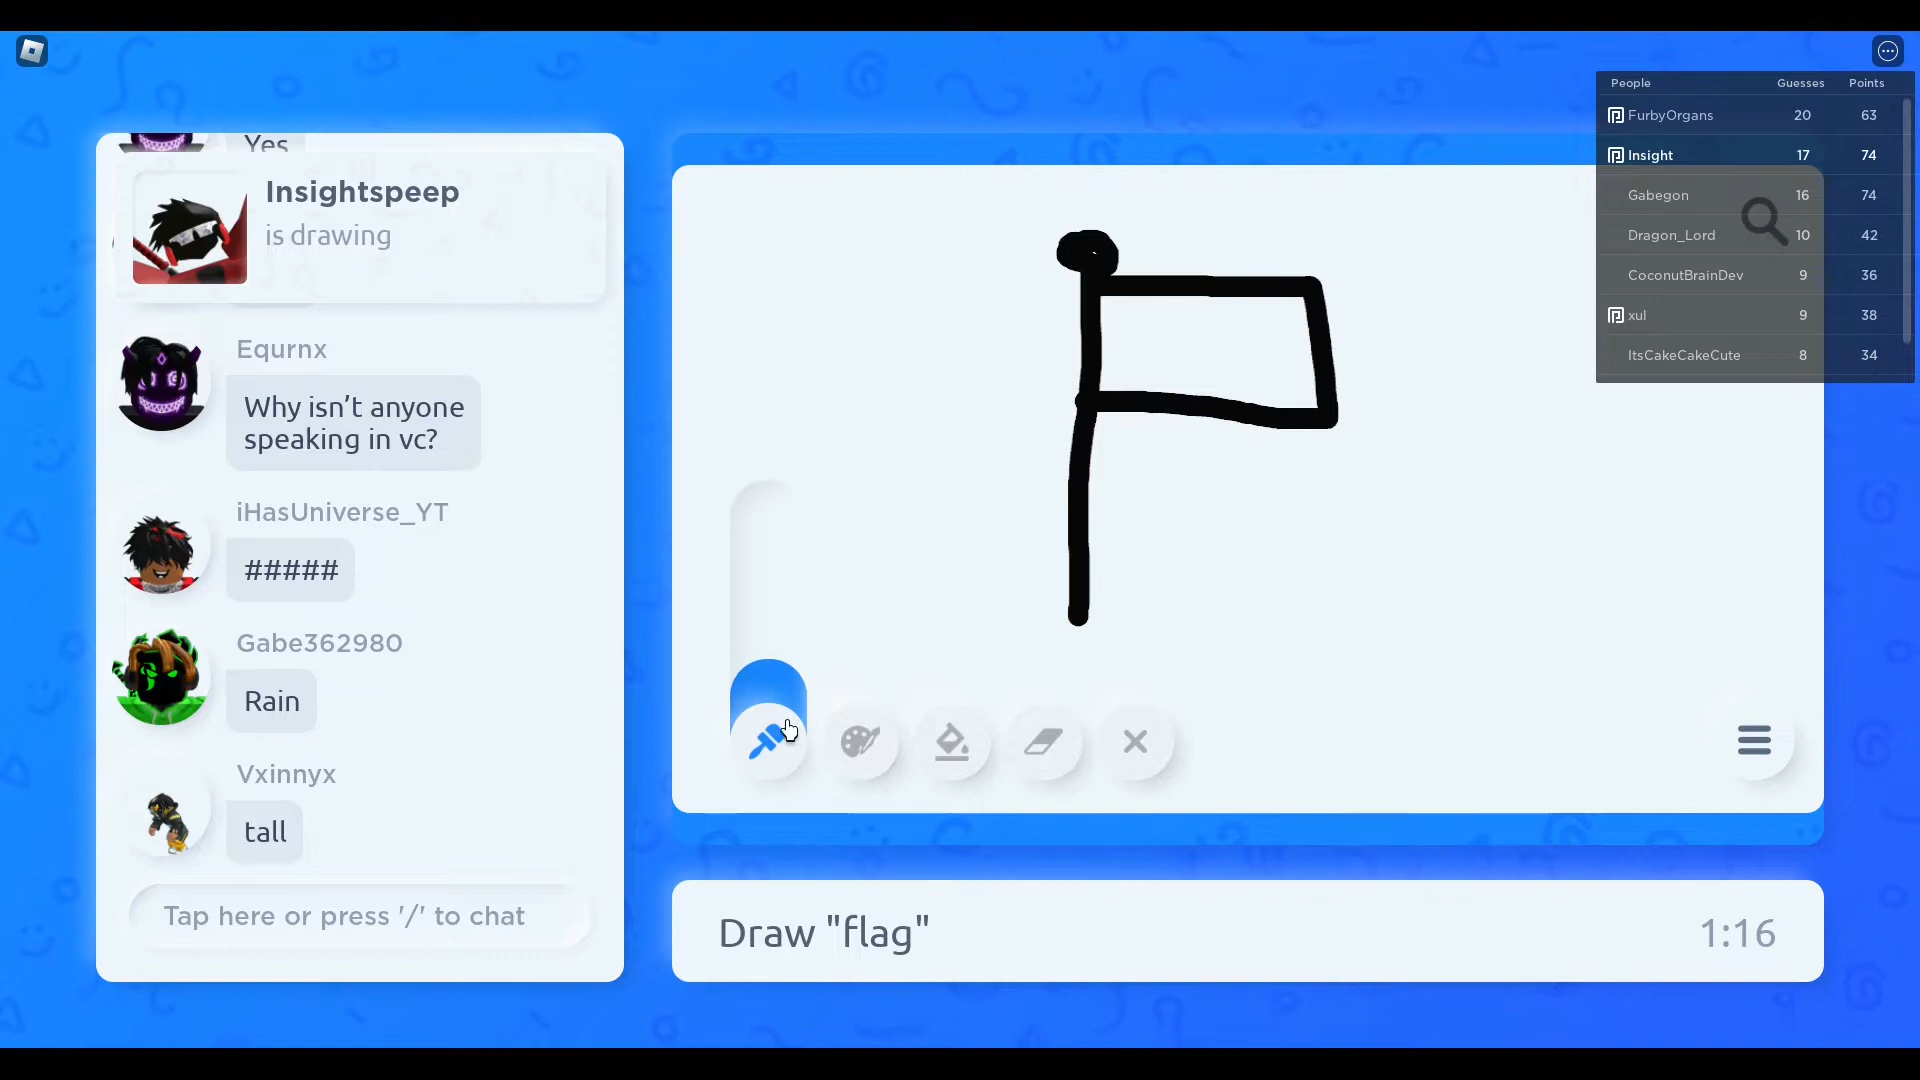 Yes
Insightspeep
is drawing
Equrnx
Why isn't anyone
speaking in vc?
iHasUniverse_YT
#####
Gabe362980
Rain
Vxinnyx
tall
Tap here or press '/' to chat
Draw "flag"
1:16
People Guesses Points
FurbyOrgans 20 63
Insight 17 74
Gabegon 16 74
Dragon_Lord 10 42
CoconutBrainDev 9 36
xul 9 38
ItsCakeCakeCute 8 34